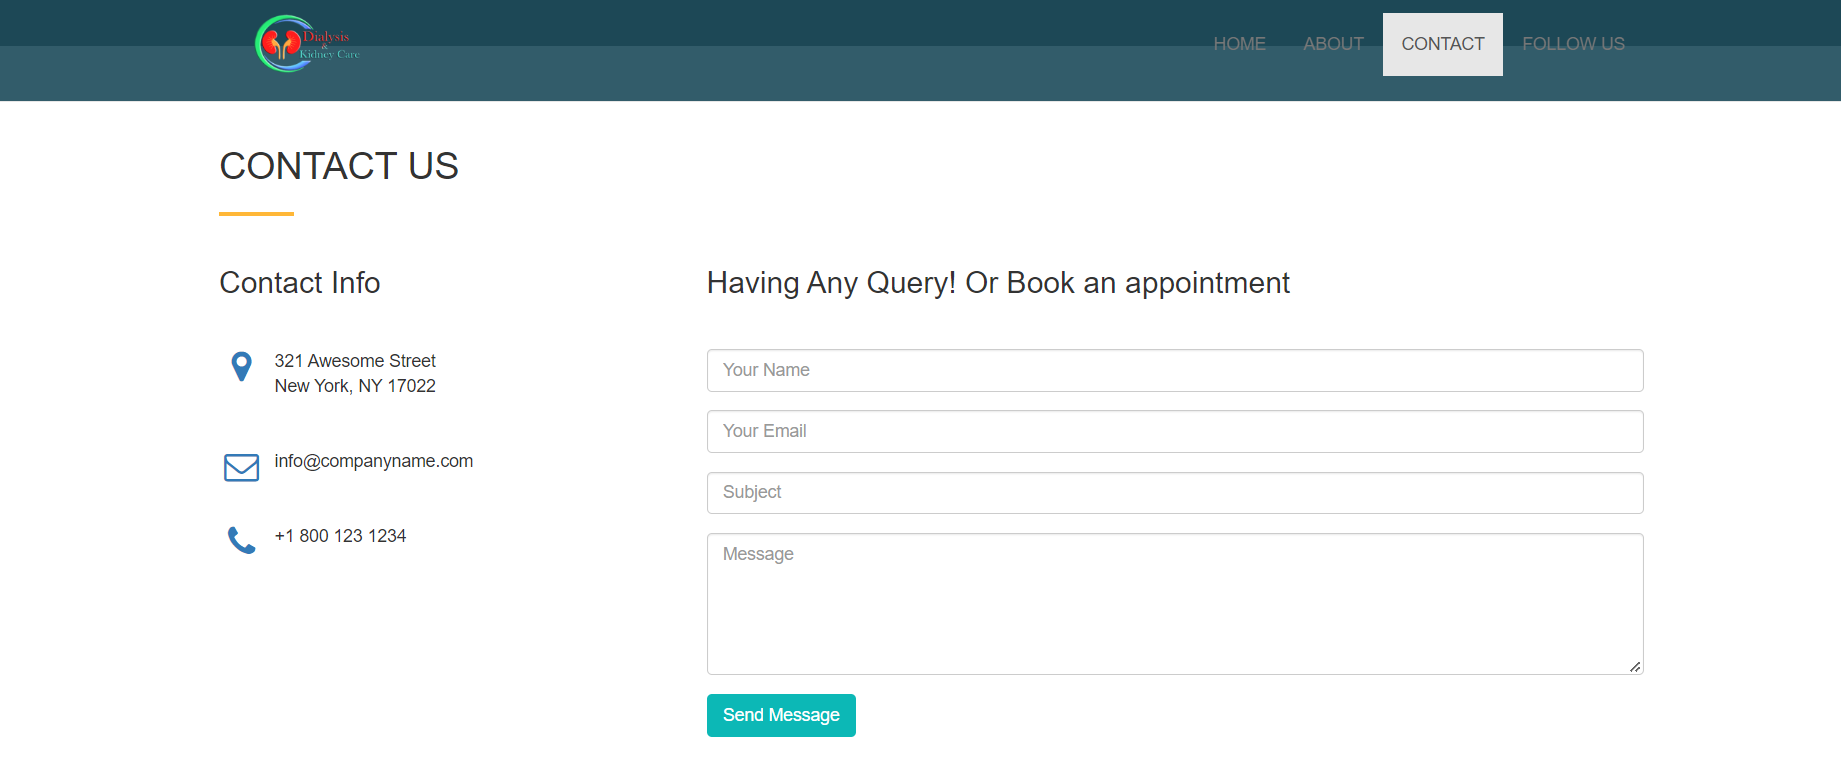 Dialysis
&
Kidney Care
HOME ABOUT CONTACT FOLLOW US
CONTACT US
Contact Info
321 Awesome Street
New York, NY 17022
info@companyname.com
+1 800 123 1234
Having Any Query! Or Book an appointment
Your Name
Your Email
Subject
Message
Send Message